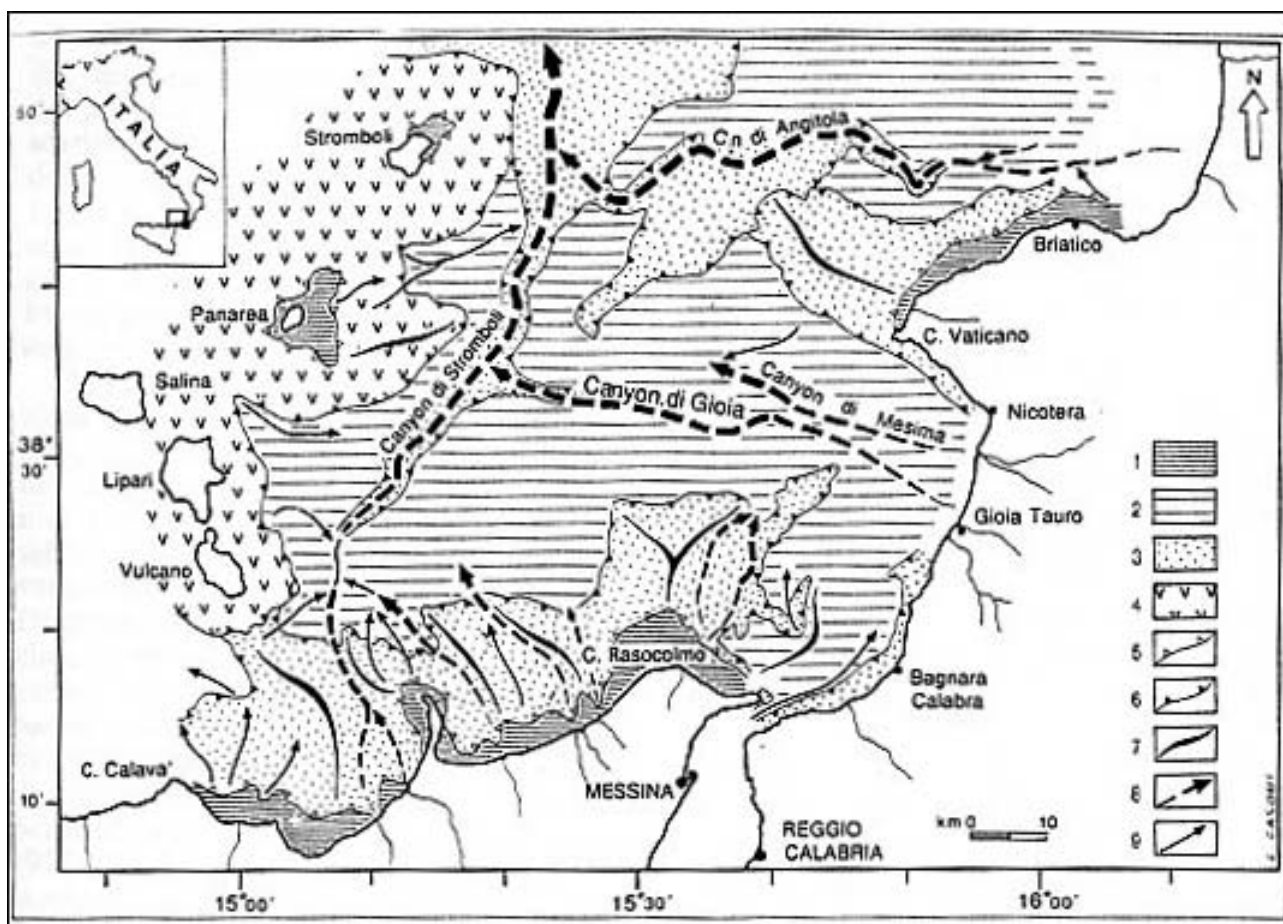 ITALIA
N
50'
Stromboli
Cn di Angitola
Briatico
Panarea
Canyon di Stromboli
C. Vaticano
Salina
Canyon di Gioia
Canyon di Mesima
Nicotera
38°
30'
Lipari
Gioia Tauro
Vulcano
C. Rasocolmo
Bagnara
Calabra
C. Calava'
MESSINA
10'
km 0 10
REGGIO
CALABRIA
1
2
3
4
5
6
7
8
9
15°00'
15°30'
16°00'